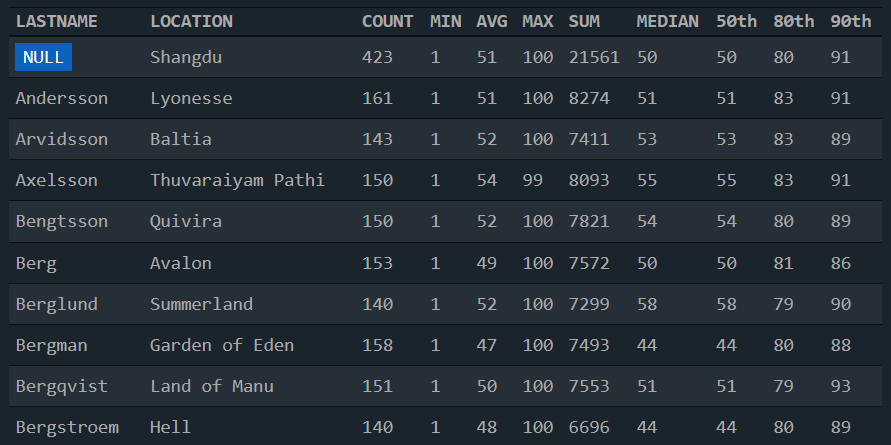 LASTNAME LOCATION COUNT MIN AVG MAX SUM MEDIAN 50th 80th 90th
NULL Shangdu 423 1 51 100 21561 50 50 80 91
Andersson Lyonesse 161 1 51 100 8274 51 51 83 91
Arvidsson Baltia 143 1 52 100 7411 53 53 83 89
Axelsson Thuvaraiyam Pathi 150 1 54 99 8093 55 55 83 91
Bengtsson Quivira 150 1 52 100 7821 54 54 80 89
Berg Avalon 153 1 49 100 7572 50 50 81 86
Berglund Summerland 140 1 52 100 7299 58 58 79 90
Bergman Garden of Eden 158 1 47 100 7493 44 44 80 88
Bergqvist Land of Manu 151 1 50 100 7553 51 51 79 93
Bergstroem Hell 140 1 48 100 6696 44 44 80 89